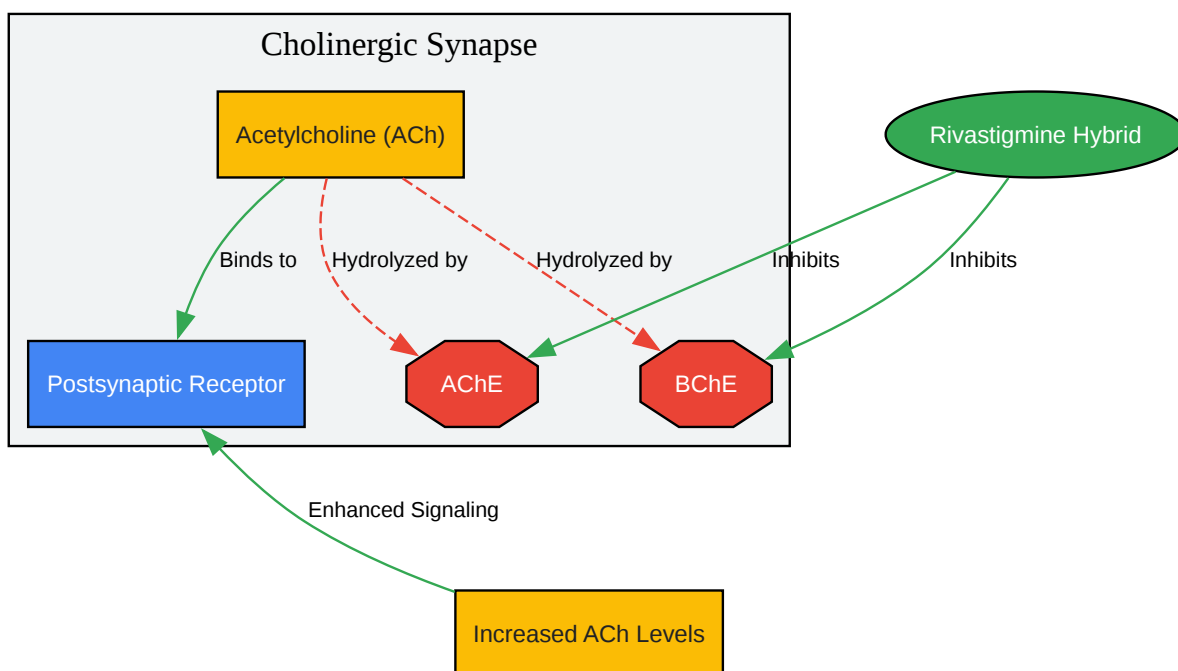 Cholinergic Synapse
Acetylcholine (ACh)
Rivastigmine Hybrid
Binds to
Hydrolyzed by
Hydrolyzed by
Inhibits
Inhibits
Postsynaptic Receptor
AChE
BChE
Enhanced Signaling
Increased ACh Levels